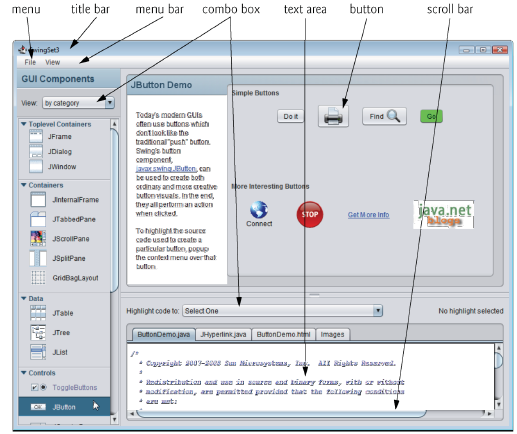 menu title bar menu bar combo box text area button scroll bar
SwingSet3
File View
GUI Components
View: by category
Toplevel Containers
JFrame
JDialog
JWindow
Containers
JInternalFrame
JTabbedPane
JScrollPane
JSplitPane
GridBagLayout
Data
JTable
JTree
JList
Controls
ToggleButtons
OK JButton
JButton Demo
Today's modern GUIs
often use buttons which
don't look like the
traditional "push" button.
Swing's button
component,
javax.swing.JButton, can
be used to create both
ordinary and more creative
button visuals. In the end,
they all perform an action
when clicked.
To highlight the source
code used to create a
particular button, popup
the context menu over that
button.
Simple Buttons
Do it Find Go
More Interesting Buttons
Connect STOP Get More Info java.net
blogs
Highlight code to: Select One No highlight selected
ButtonDemo.java JHyperlink.java ButtonDemo.html Images
/*
* Copyright 2007-2008 Sun Microsystems, Inc. All Rights Reserved.
*
* Redistribution and use in source and binary forms, with or without
* modification, are permitted provided that the following conditions
* are met: